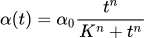 α(t) = α₀ tⁿ / (Kⁿ + tⁿ)